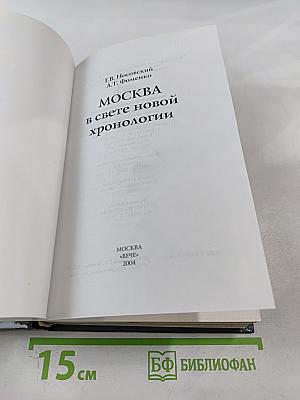 Г.В. Носовский
А.Т. Фоменко
МОСКВА
в свете новой
хронологии
МОСКВА
«ВЕЧЕ»
2004
15 см
БФ БИБЛИОФАН